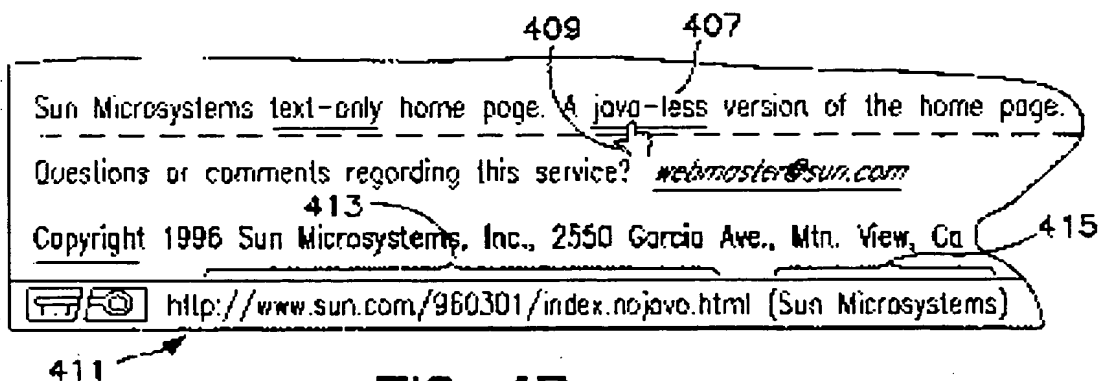 409 407
Sun Microsystems text-only home page. A java-less version of the home page.
Questions or comments regarding this service? webmaster@sun.com
413
Copyright 1996 Sun Microsystems, Inc., 2550 Garcia Ave., Mtn. View, Ca 415
http://www.sun.com/960301/index.nojava.html (Sun Microsystems)
411